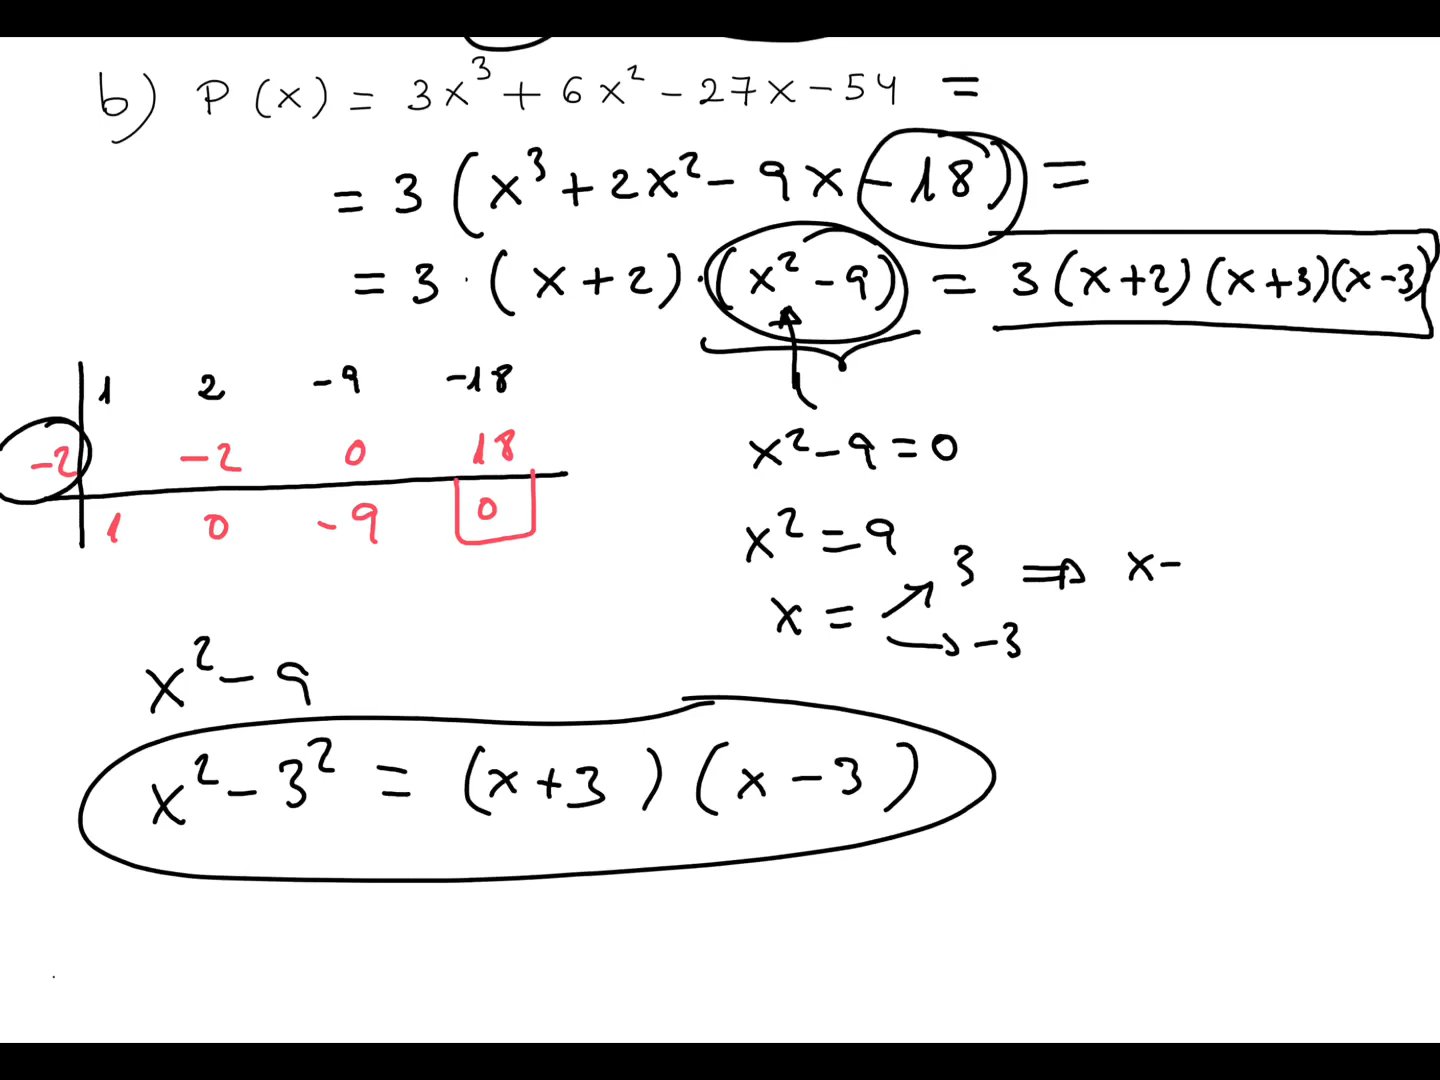 b) P(x) = 3x³ + 6x² - 27x - 54 =
= 3 (x³ + 2x² - 9x - 18) =
= 3 · (x + 2) · (x² - 9) = 3 (x+2) (x+3)(x-3)
1 2 -9 -18
-2 -2 0 18
1 0 -9 0
x² - 9 = 0
x² = 9
x = 3 ⇒ x-
-3
x² - 9
x² - 3² = (x + 3) (x - 3)